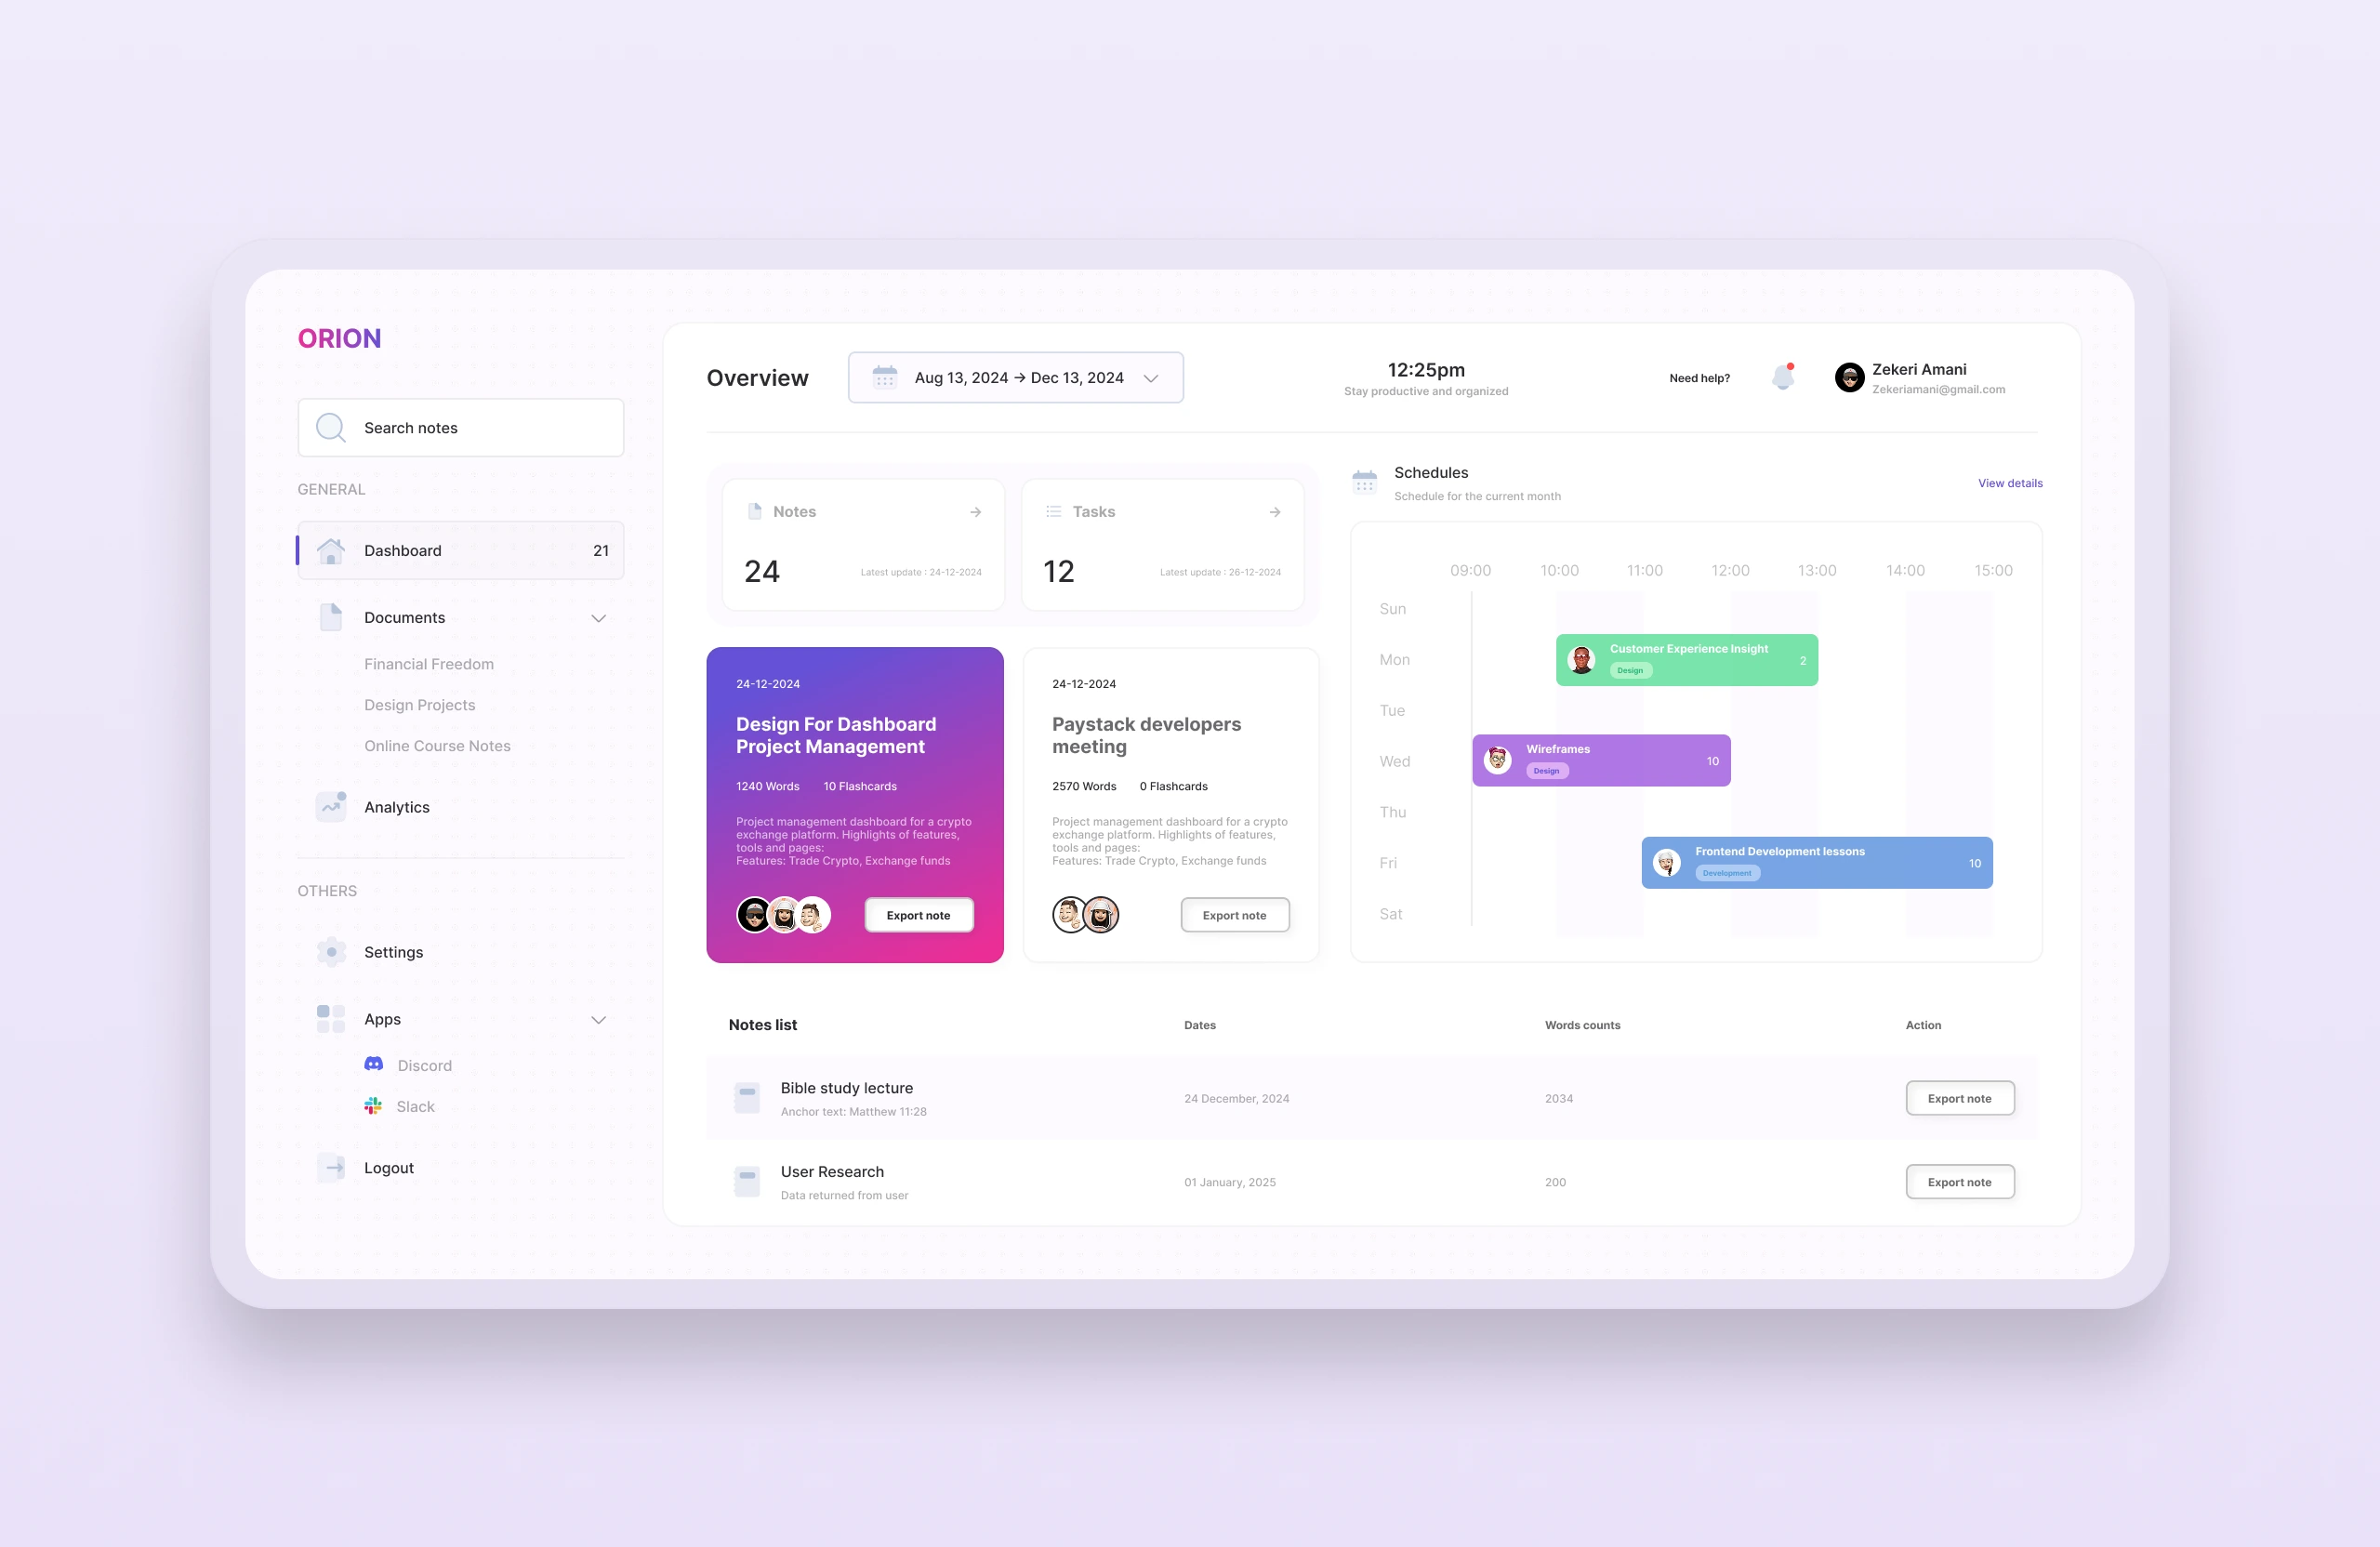 ORION
Search notes
GENERAL
Dashboard 21
Documents
Financial Freedom
Design Projects
Online Course Notes
Analytics
OTHERS
Settings
Apps
Discord
Slack
Logout
Overview
Aug 13, 2024 → Dec 13, 2024
12:25pm
Stay productive and organized
Need help?
Zekeri Amani
Zekeriamani@gmail.com
Notes
24
Latest update : 24-12-2024
Tasks
12
Latest update : 26-12-2024
24-12-2024
Design For Dashboard
Project Management
1240 Words 10 Flashcards
Project management dashboard for a crypto
exchange platform. Highlights of features,
tools and pages:
Features: Trade Crypto, Exchange funds
Export note
24-12-2024
Paystack developers
meeting
2570 Words 0 Flashcards
Project management dashboard for a crypto
exchange platform. Highlights of features,
tools and pages:
Features: Trade Crypto, Exchange funds
Export note
Schedules
Schedule for the current month
View details
09:00 10:00 11:00 12:00 13:00 14:00 15:00
Sun
Mon
Customer Experience Insight
Design
2
Tue
Wed
Wireframes
Design
10
Thu
Fri
Frontend Development lessons
Development
10
Sat
Notes list Dates Words counts Action
Bible study lecture
Anchor text: Matthew 11:28
24 December, 2024
2034
Export note
User Research
Data returned from user
01 January, 2025
200
Export note